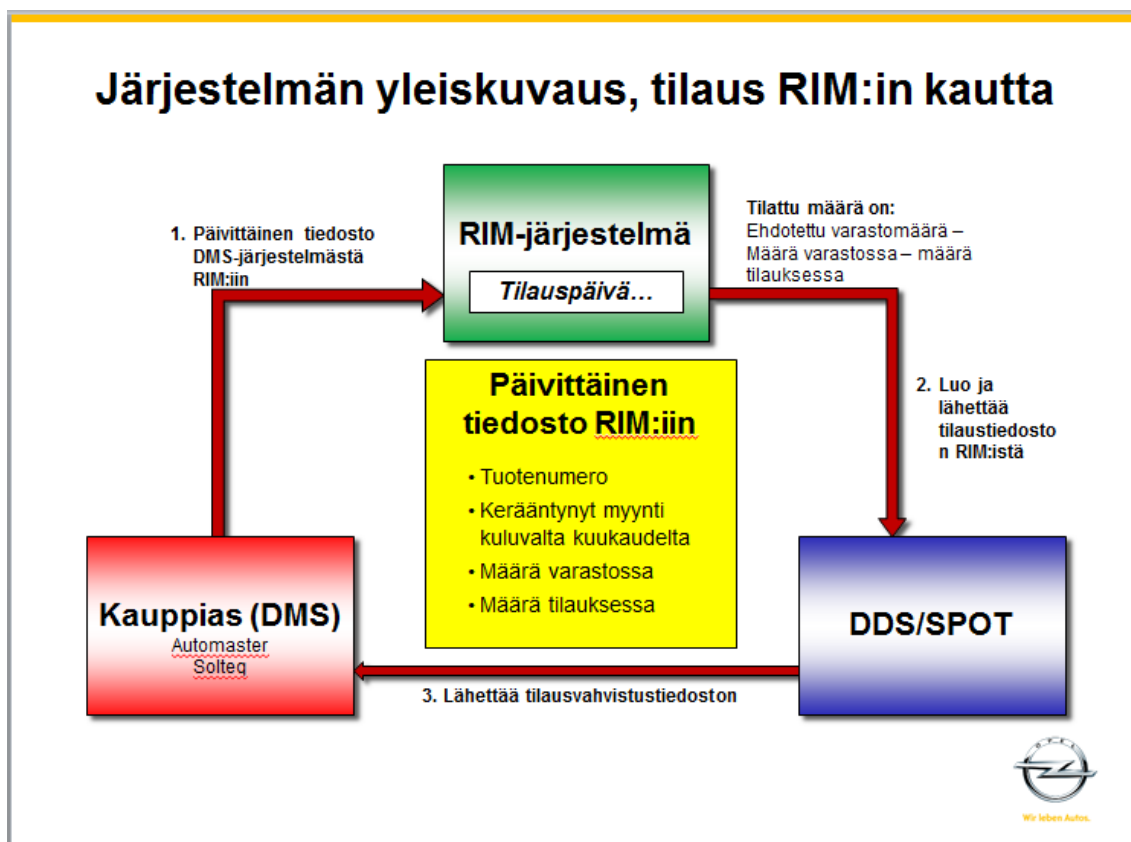 Järjestelmän yleiskuvaus, tilaus RIM:in kautta
1. Päivittäinen tiedosto
DMS-järjestelmästä
RIM:iin
RIM-järjestelmä
Tilauspäivä…
Tilattu määrä on:
Ehdotettu varastomäärä –
Määrä varastossa – määrä
tilauksessa
2. Luo ja
lähettää
tilaustiedosto
n RIM:istä
Päivittäinen
tiedosto RIM:iin
• Tuotenumero
• Kerääntynyt myynti
kuluvalta kuukaudelta
• Määrä varastossa
• Määrä tilauksessa
Kauppias (DMS)
Automaster
Solteq
DDS/SPOT
3. Lähettää tilausvahvistustiedoston
OPEL
Wir leben Autos.